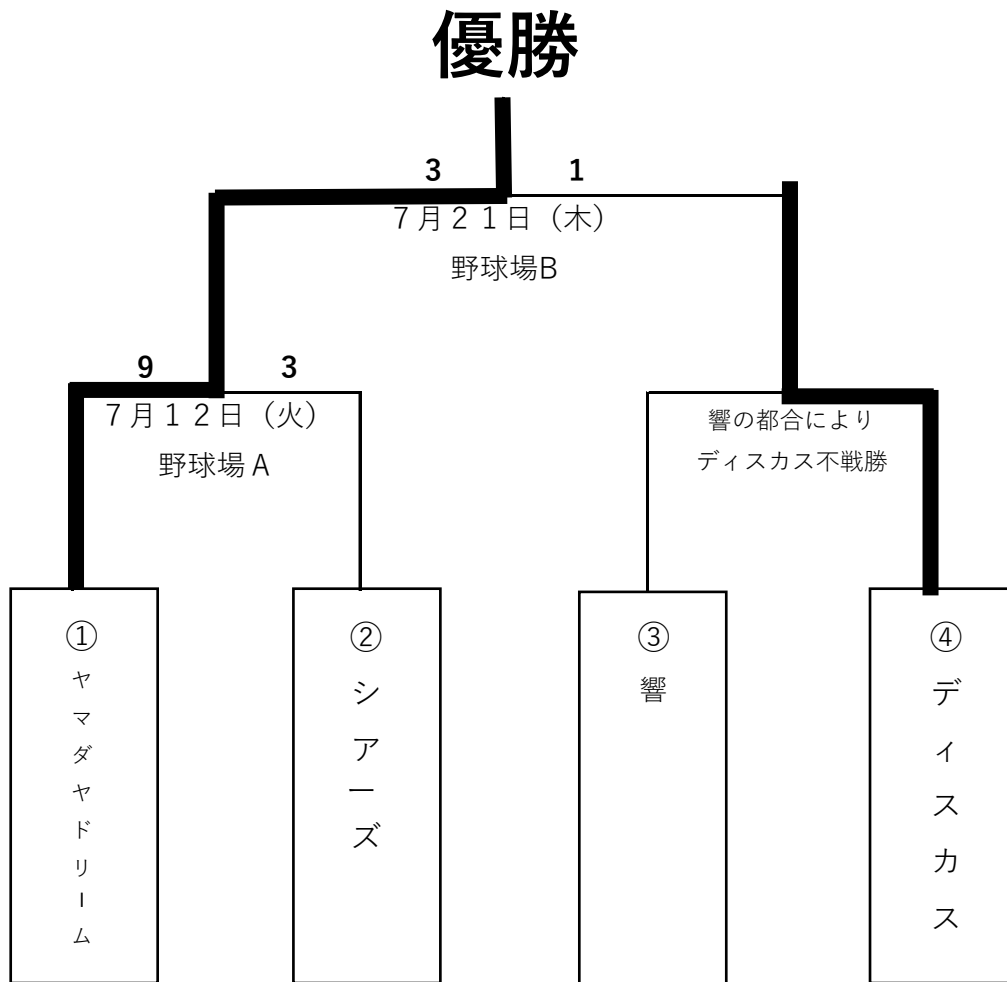 優勝
3 1
7月21日（木）
野球場B
9 3
7月12日（火）
野球場A
響の都合により
ディスカス不戦勝
①ヤマダヤドリーム
②シアーズ
③響
④ディスカス